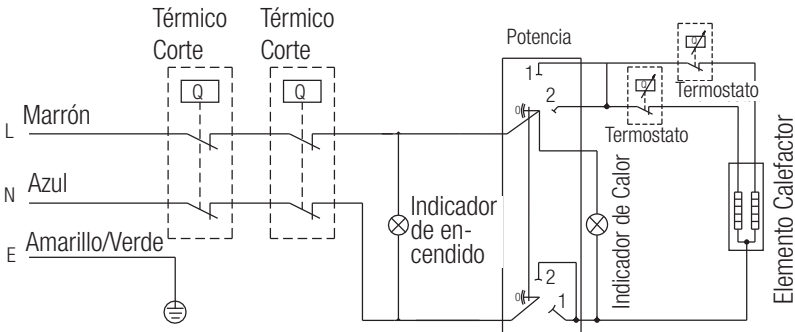 Térmico
Corte
Térmico
Corte
Potencia
Q
Q
Q
Q
1
2
Termostato
Termostato
L
Marrón
N
Azul
E
Amarillo/Verde
0
Indicador
de en-
cendido
Indicador de Calor
Elemento Calefactor
0
2
1